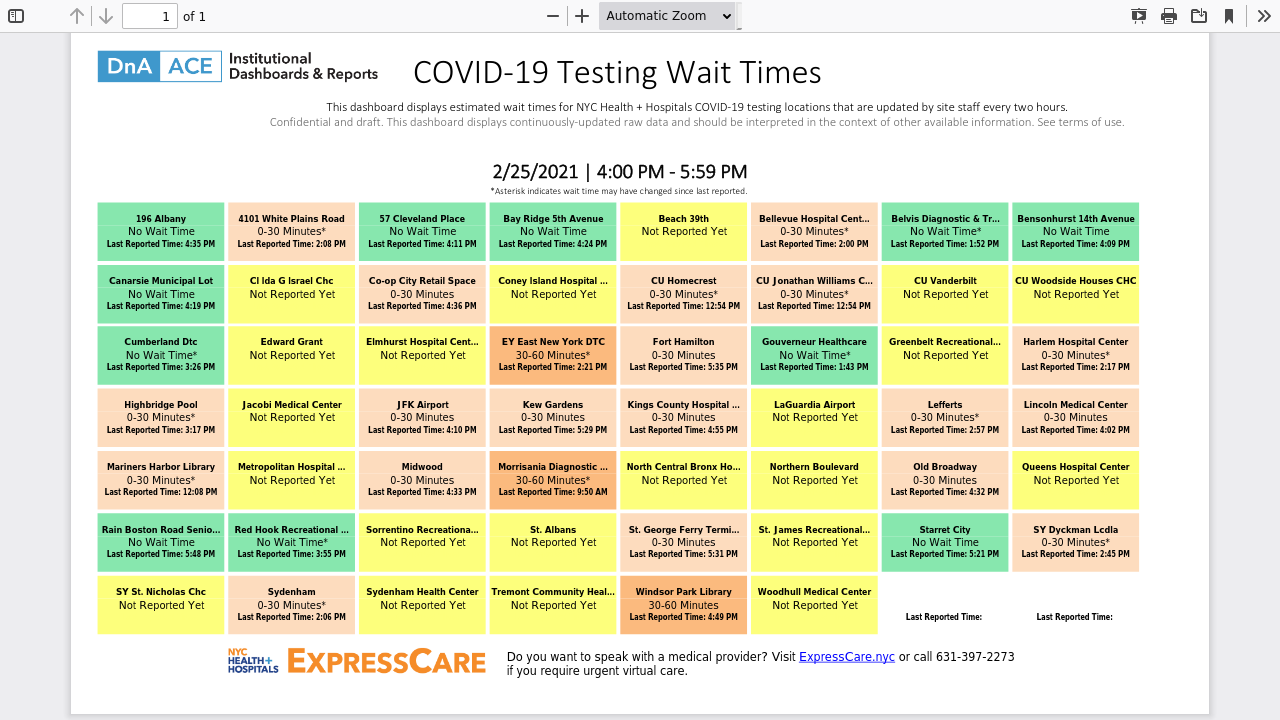 1 of 1
Automatic Zoom
DnA ACE Institutional Dashboards & Reports
COVID-19 Testing Wait Times
This dashboard displays estimated wait times for NYC Health + Hospitals COVID-19 testing locations that are updated by site staff every two hours.
Confidential and draft. This dashboard displays continuously-updated raw data and should be interpreted in the context of other available information. See terms of use.
2/25/2021 | 4:00 PM - 5:59 PM
*Asterisk indicates wait time may have changed since last reported.
196 Albany
No Wait Time
Last Reported Time: 4:35 PM
4101 White Plains Road
0-30 Minutes*
Last Reported Time: 2:08 PM
57 Cleveland Place
No Wait Time
Last Reported Time: 4:11 PM
Bay Ridge 5th Avenue
No Wait Time
Last Reported Time: 4:24 PM
Beach 39th
Not Reported Yet
Bellevue Hospital Cent...
0-30 Minutes*
Last Reported Time: 2:00 PM
Belvis Diagnostic & Tr...
No Wait Time*
Last Reported Time: 1:52 PM
Bensonhurst 14th Avenue
No Wait Time
Last Reported Time: 4:09 PM
Canarsie Municipal Lot
No Wait Time
Last Reported Time: 4:19 PM
CI Ida G Israel Chc
Not Reported Yet
Co-op City Retail Space
0-30 Minutes
Last Reported Time: 4:36 PM
Coney Island Hospital ...
Not Reported Yet
CU Homecrest
0-30 Minutes*
Last Reported Time: 12:54 PM
CU Jonathan Williams C...
0-30 Minutes*
Last Reported Time: 12:54 PM
CU Vanderbilt
Not Reported Yet
CU Woodside Houses CHC
Not Reported Yet
Cumberland Dtc
No Wait Time*
Last Reported Time: 3:26 PM
Edward Grant
Not Reported Yet
Elmhurst Hospital Cent...
Not Reported Yet
EY East New York DTC
30-60 Minutes*
Last Reported Time: 2:21 PM
Fort Hamilton
0-30 Minutes
Last Reported Time: 5:35 PM
Gouverneur Healthcare
No Wait Time*
Last Reported Time: 1:43 PM
Greenbelt Recreational...
Not Reported Yet
Harlem Hospital Center
0-30 Minutes*
Last Reported Time: 2:17 PM
Highbridge Pool
0-30 Minutes*
Last Reported Time: 3:17 PM
Jacobi Medical Center
Not Reported Yet
JFK Airport
0-30 Minutes
Last Reported Time: 4:10 PM
Kew Gardens
0-30 Minutes
Last Reported Time: 5:29 PM
Kings County Hospital ...
0-30 Minutes
Last Reported Time: 4:55 PM
LaGuardia Airport
Not Reported Yet
Lefferts
0-30 Minutes*
Last Reported Time: 2:57 PM
Lincoln Medical Center
0-30 Minutes
Last Reported Time: 4:02 PM
Mariners Harbor Library
0-30 Minutes*
Last Reported Time: 12:08 PM
Metropolitan Hospital ...
Not Reported Yet
Midwood
0-30 Minutes
Last Reported Time: 4:33 PM
Morrisania Diagnostic ...
30-60 Minutes*
Last Reported Time: 9:50 AM
North Central Bronx Ho...
Not Reported Yet
Northern Boulevard
Not Reported Yet
Old Broadway
0-30 Minutes
Last Reported Time: 4:32 PM
Queens Hospital Center
Not Reported Yet
Rain Boston Road Senio...
No Wait Time
Last Reported Time: 5:48 PM
Red Hook Recreational ...
No Wait Time*
Last Reported Time: 3:55 PM
Sorrentino Recreationa...
Not Reported Yet
St. Albans
Not Reported Yet
St. George Ferry Termi...
0-30 Minutes
Last Reported Time: 5:31 PM
St. James Recreational...
Not Reported Yet
Starret City
No Wait Time
Last Reported Time: 5:21 PM
SY Dyckman Lcdla
0-30 Minutes*
Last Reported Time: 2:45 PM
SY St. Nicholas Chc
Not Reported Yet
Sydenham
0-30 Minutes*
Last Reported Time: 2:06 PM
Sydenham Health Center
Not Reported Yet
Tremont Community Heal...
Not Reported Yet
Windsor Park Library
30-60 Minutes
Last Reported Time: 4:49 PM
Woodhull Medical Center
Not Reported Yet
Last Reported Time:
Last Reported Time:
NYC HEALTH+ HOSPITALS EXPRESSCARE
Do you want to speak with a medical provider? Visit ExpressCare.nyc or call 631-397-2273
if you require urgent virtual care.